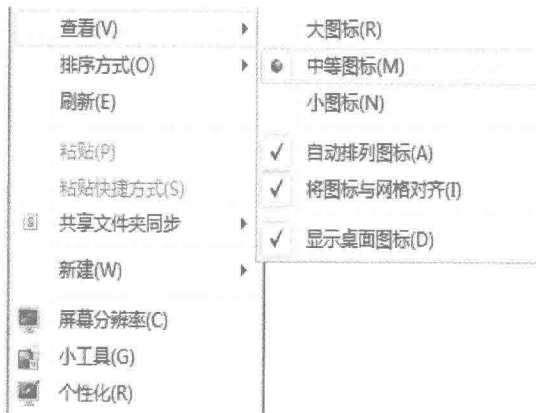 查看(V)
排序方式(O)
刷新(E)
粘贴(P)
粘贴快捷方式(S)
共享文件夹同步
新建(W)
屏幕分辨率(C)
小工具(G)
个性化(R)
大图标(R)
中等图标(M)
小图标(N)
自动排列图标(A)
将图标与网格对齐(I)
显示桌面图标(D)